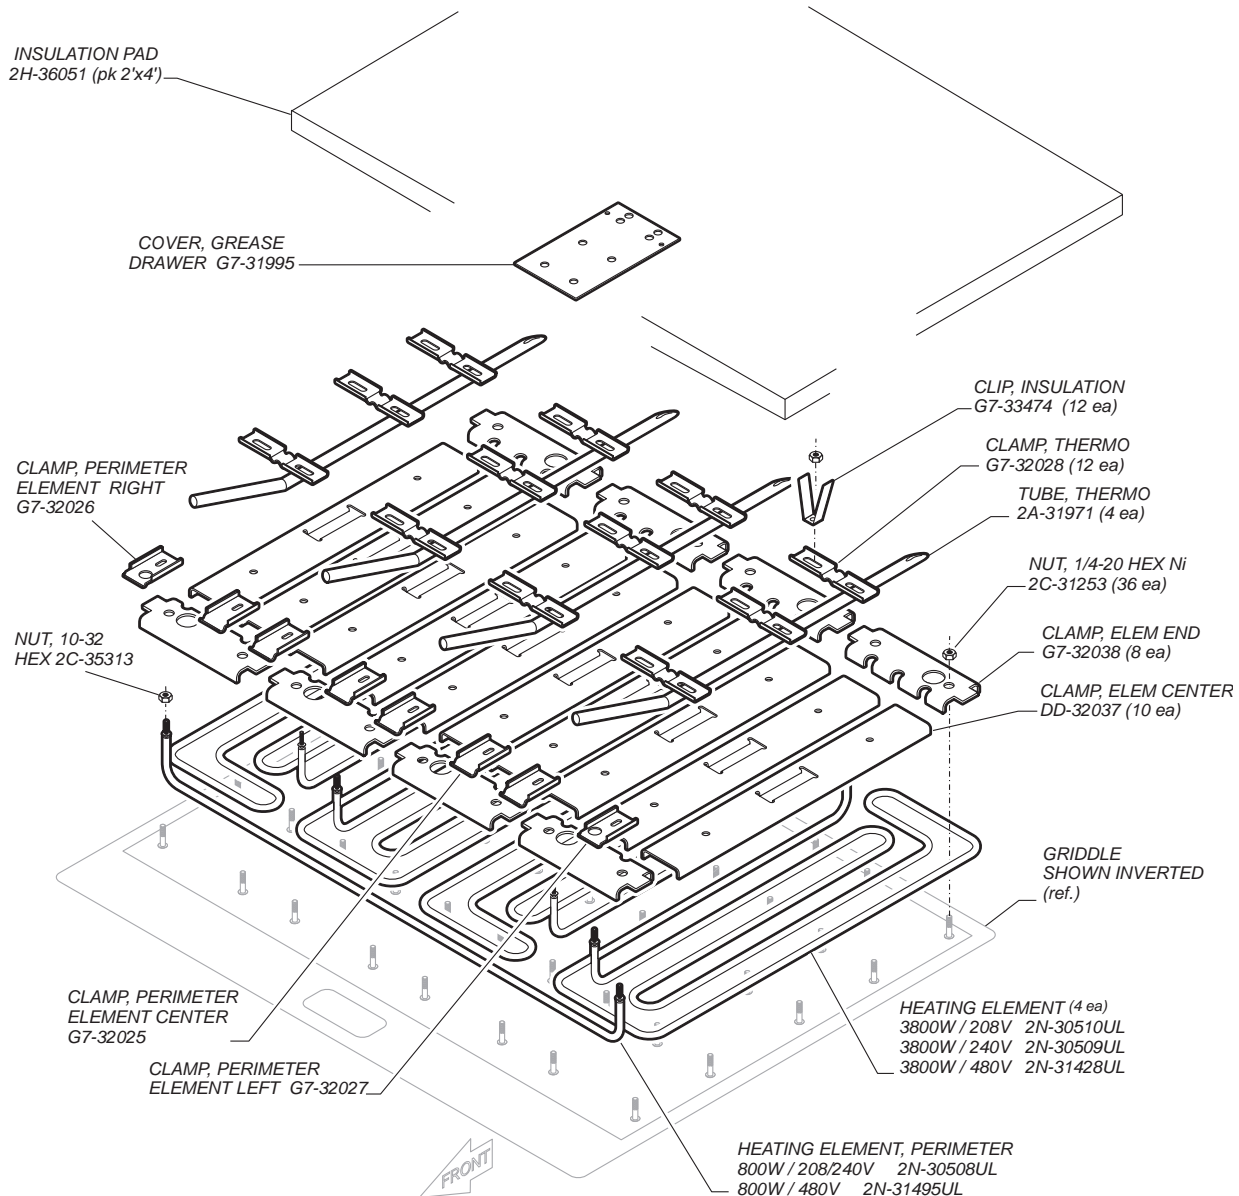 INSULATION PAD
2H-36051 (pk 2'x4')
COVER, GREASE
DRAWER G7-31995
CLIP, INSULATION
G7-33474 (12 ea)
CLAMP, THERMO
G7-32028 (12 ea)
TUBE, THERMO
2A-31971 (4 ea)
CLAMP, PERIMETER
ELEMENT RIGHT
G7-32026
NUT, 1/4-20 HEX Ni
2C-31253 (36 ea)
NUT, 10-32
HEX 2C-35313
CLAMP, ELEM END
G7-32038 (8 ea)
CLAMP, ELEM CENTER
DD-32037 (10 ea)
GRIDDLE
SHOWN INVERTED
(ref.)
CLAMP, PERIMETER
ELEMENT CENTER
G7-32025
CLAMP, PERIMETER
ELEMENT LEFT G7-32027
HEATING ELEMENT (4 ea)
3800W / 208V 2N-30510UL
3800W / 240V 2N-30509UL
3800W / 480V 2N-31428UL
FRONT
HEATING ELEMENT, PERIMETER
800W / 208/240V 2N-30508UL
800W / 480V 2N-31495UL